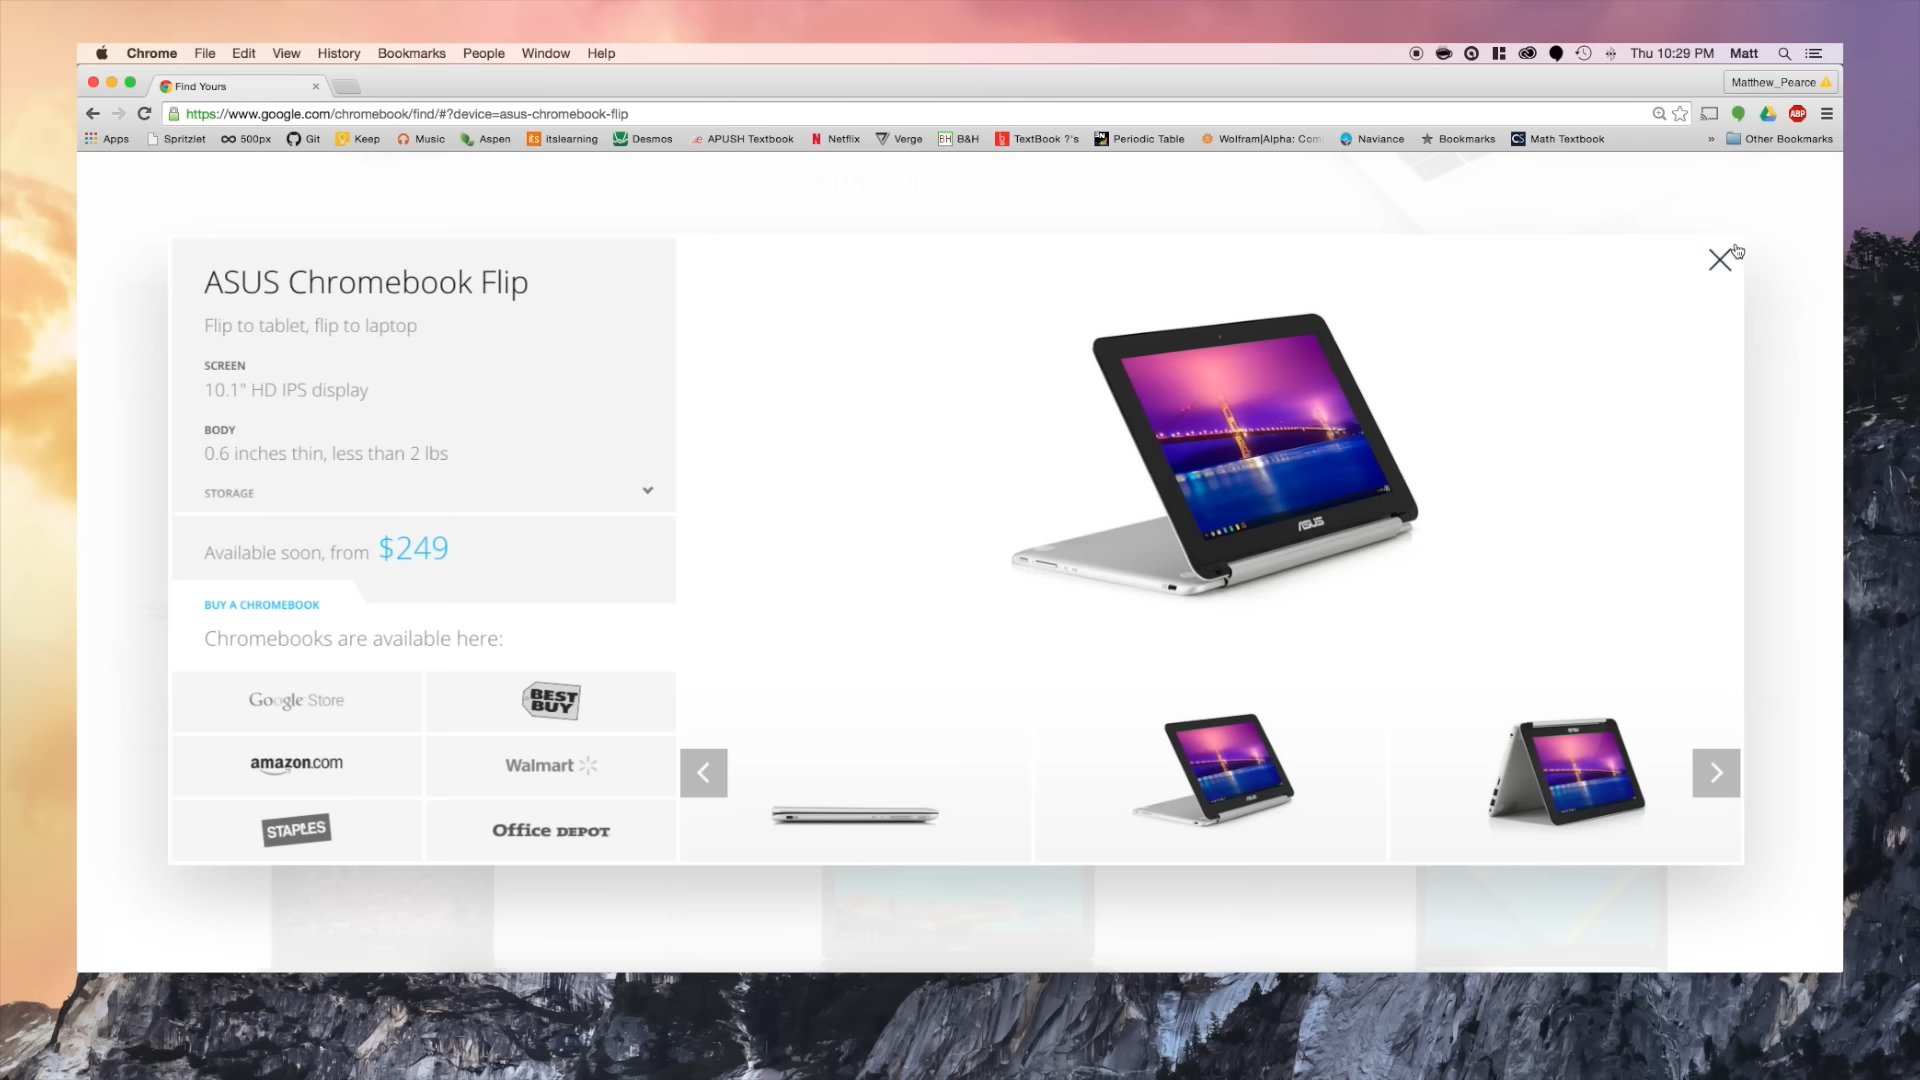 Chrome File Edit View History Bookmarks People Window Help Thu 10:29 PM Matt
Find Yours Matthew_Pearce
https://www.google.com/chromebook/find/#?device=asus-chromebook-flip ABP
Apps Spritzlet 500px Git Keep Music Aspen its itslearning Desmos APUSH Textbook N Netflix Verge BH B&H b TextBook ?'s Periodic Table Wolfram|Alpha: Com Naviance Bookmarks CS Math Textbook » Other Bookmarks
ASUS Chromebook Flip
Flip to tablet, flip to laptop
SCREEN
10.1" HD IPS display
BODY
0.6 inches thin, less than 2 lbs
STORAGE
ASUS
Available soon, from $249
BUY A CHROMEBOOK
Chromebooks are available here:
Google Store BEST BUY
amazon.com Walmart
STAPLES Office DEPOT